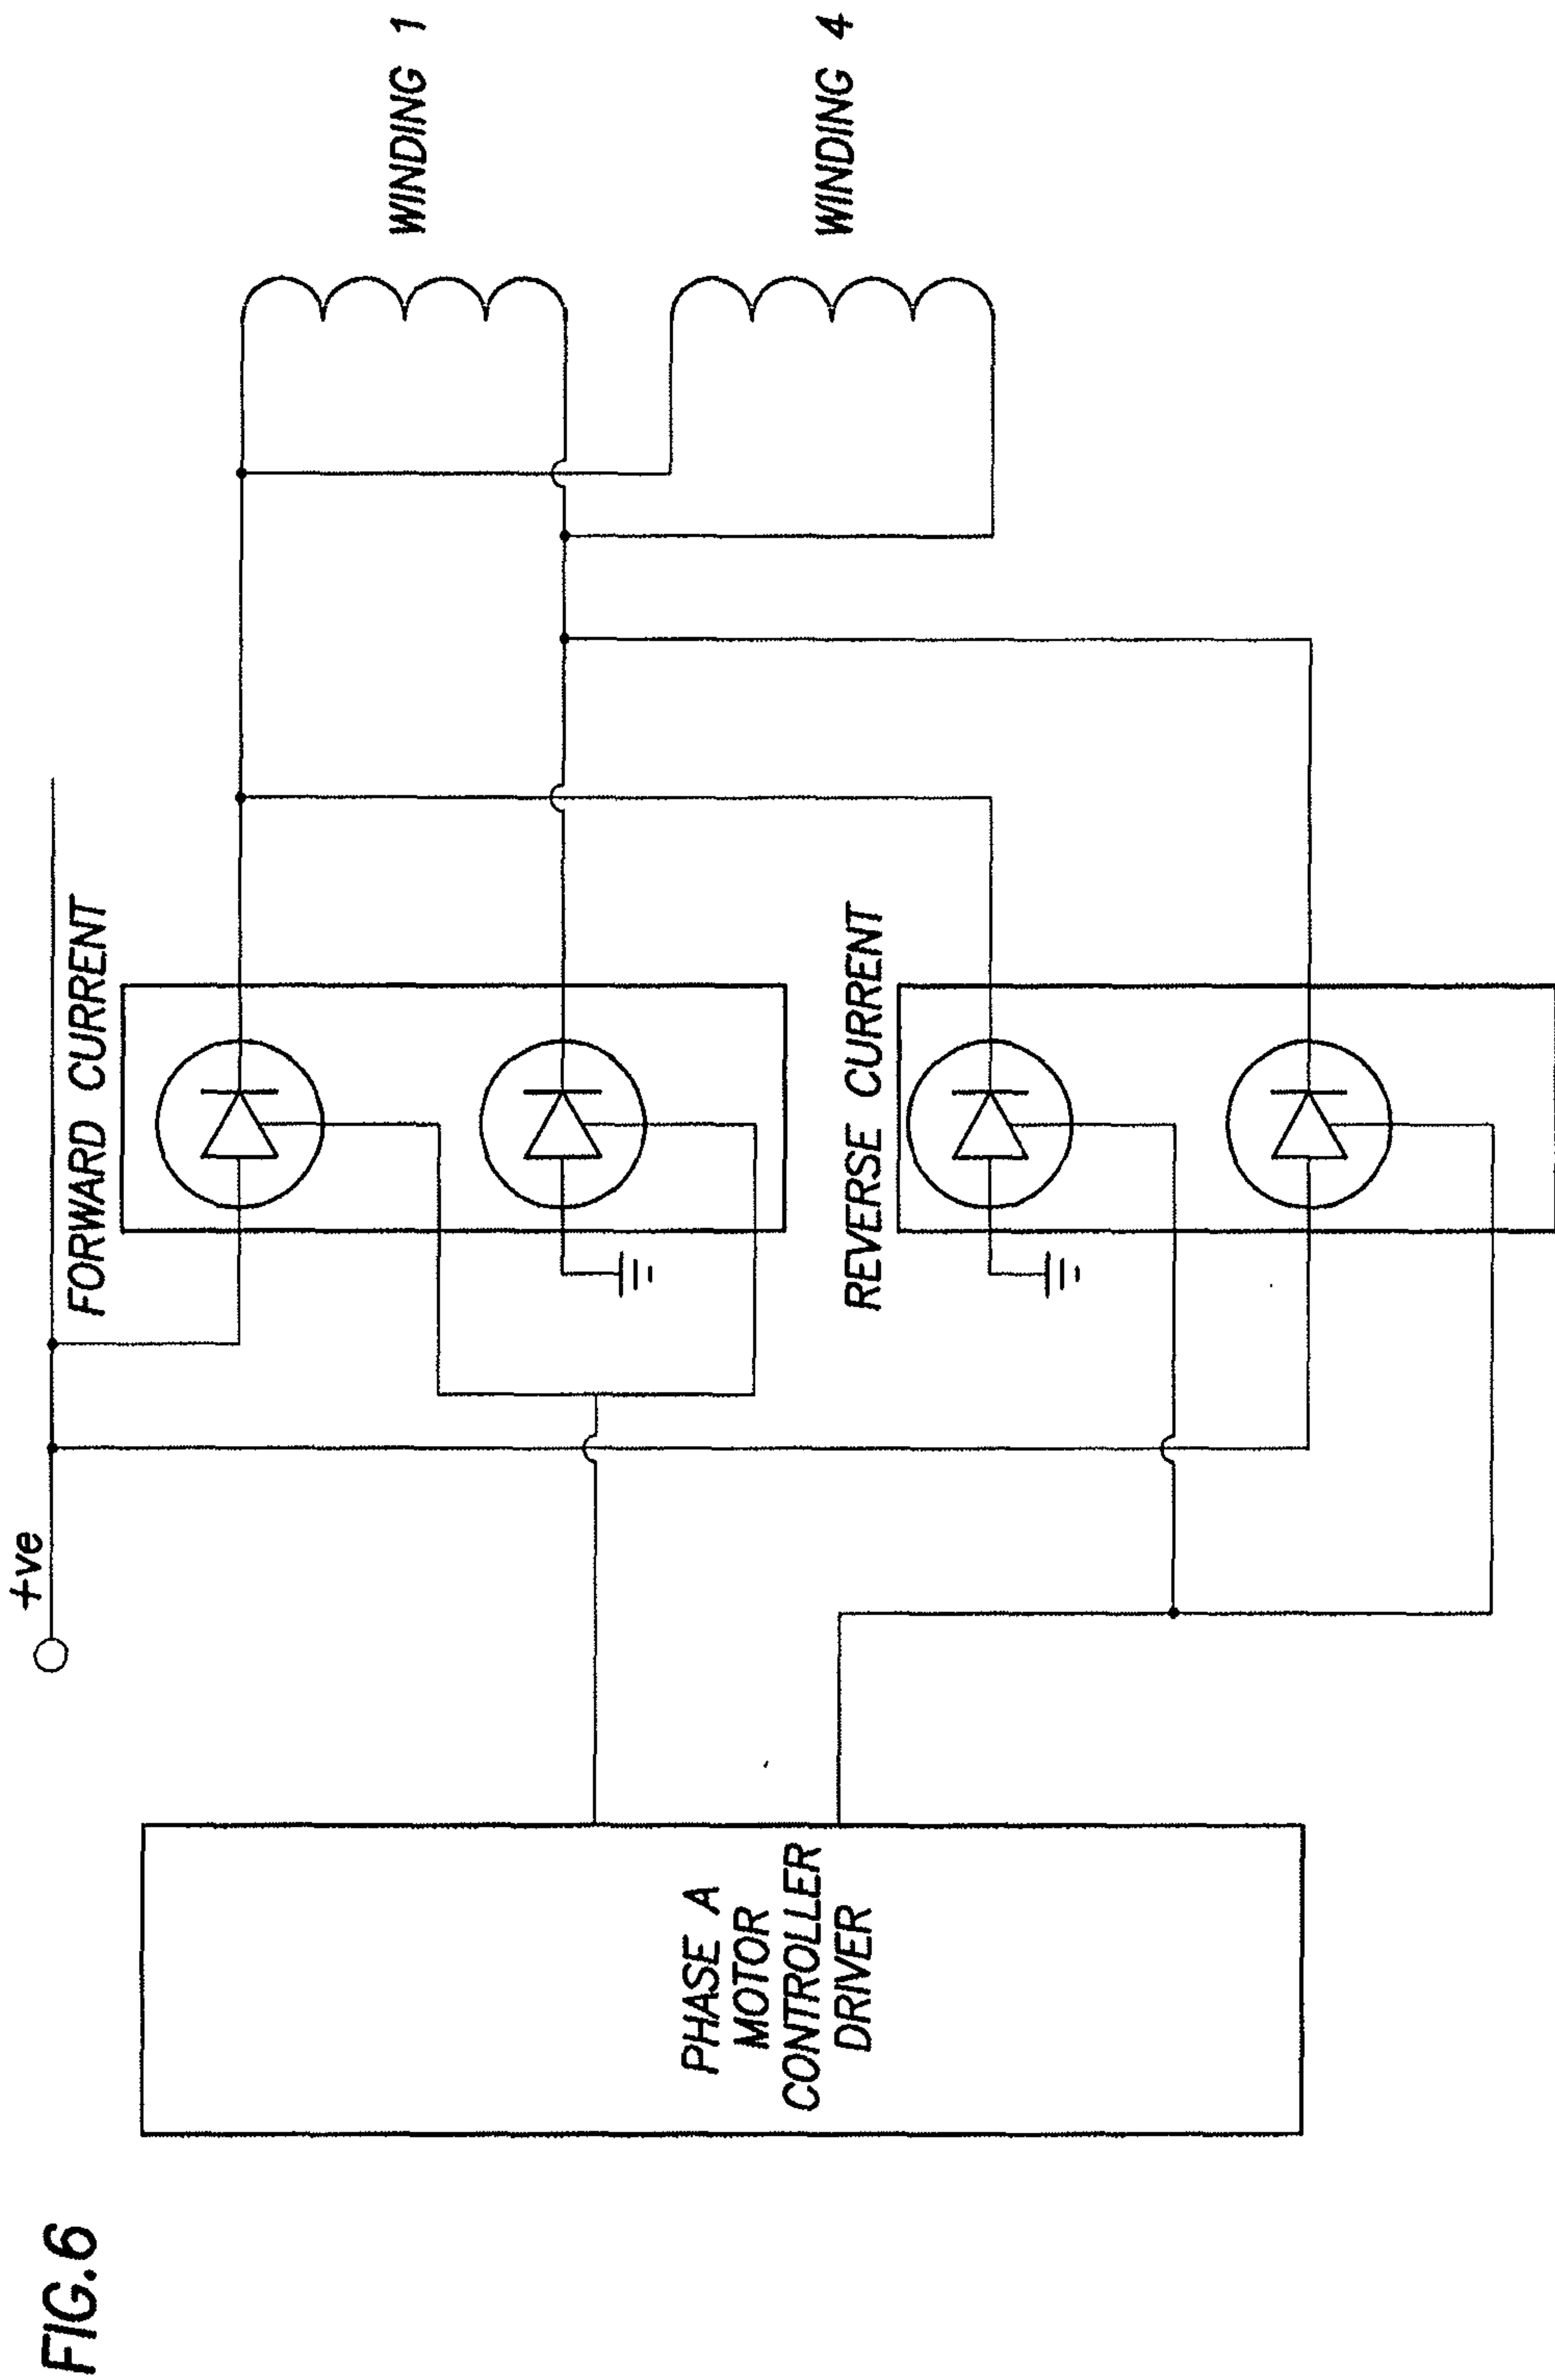 FIG.6
+ve
FORWARD CURRENT
WINDING 1
PHASE A
MOTOR
CONTROLLER
DRIVER
REVERSE CURRENT
WINDING 4